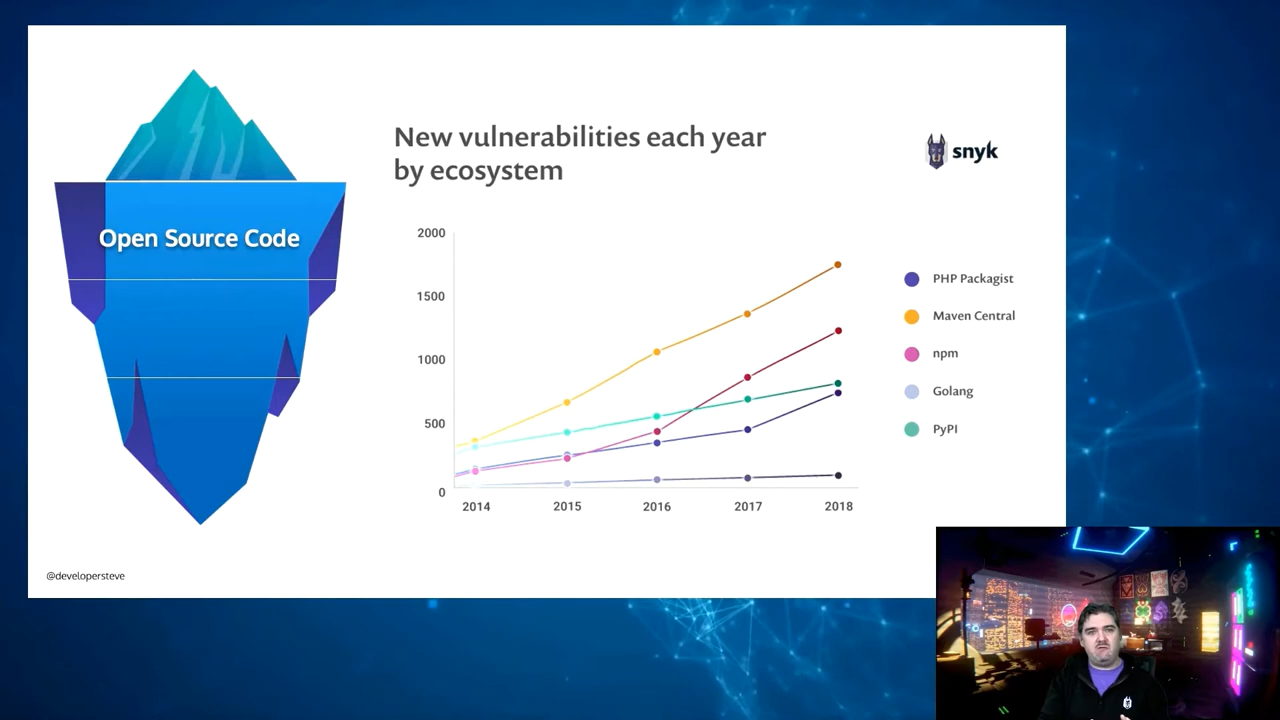 Open Source Code
New vulnerabilities each year
by ecosystem
snyk
2000
1500
1000
500
0
2014 2015 2016 2017 2018
PHP Packagist
Maven Central
npm
Golang
PyPI
@developersteve